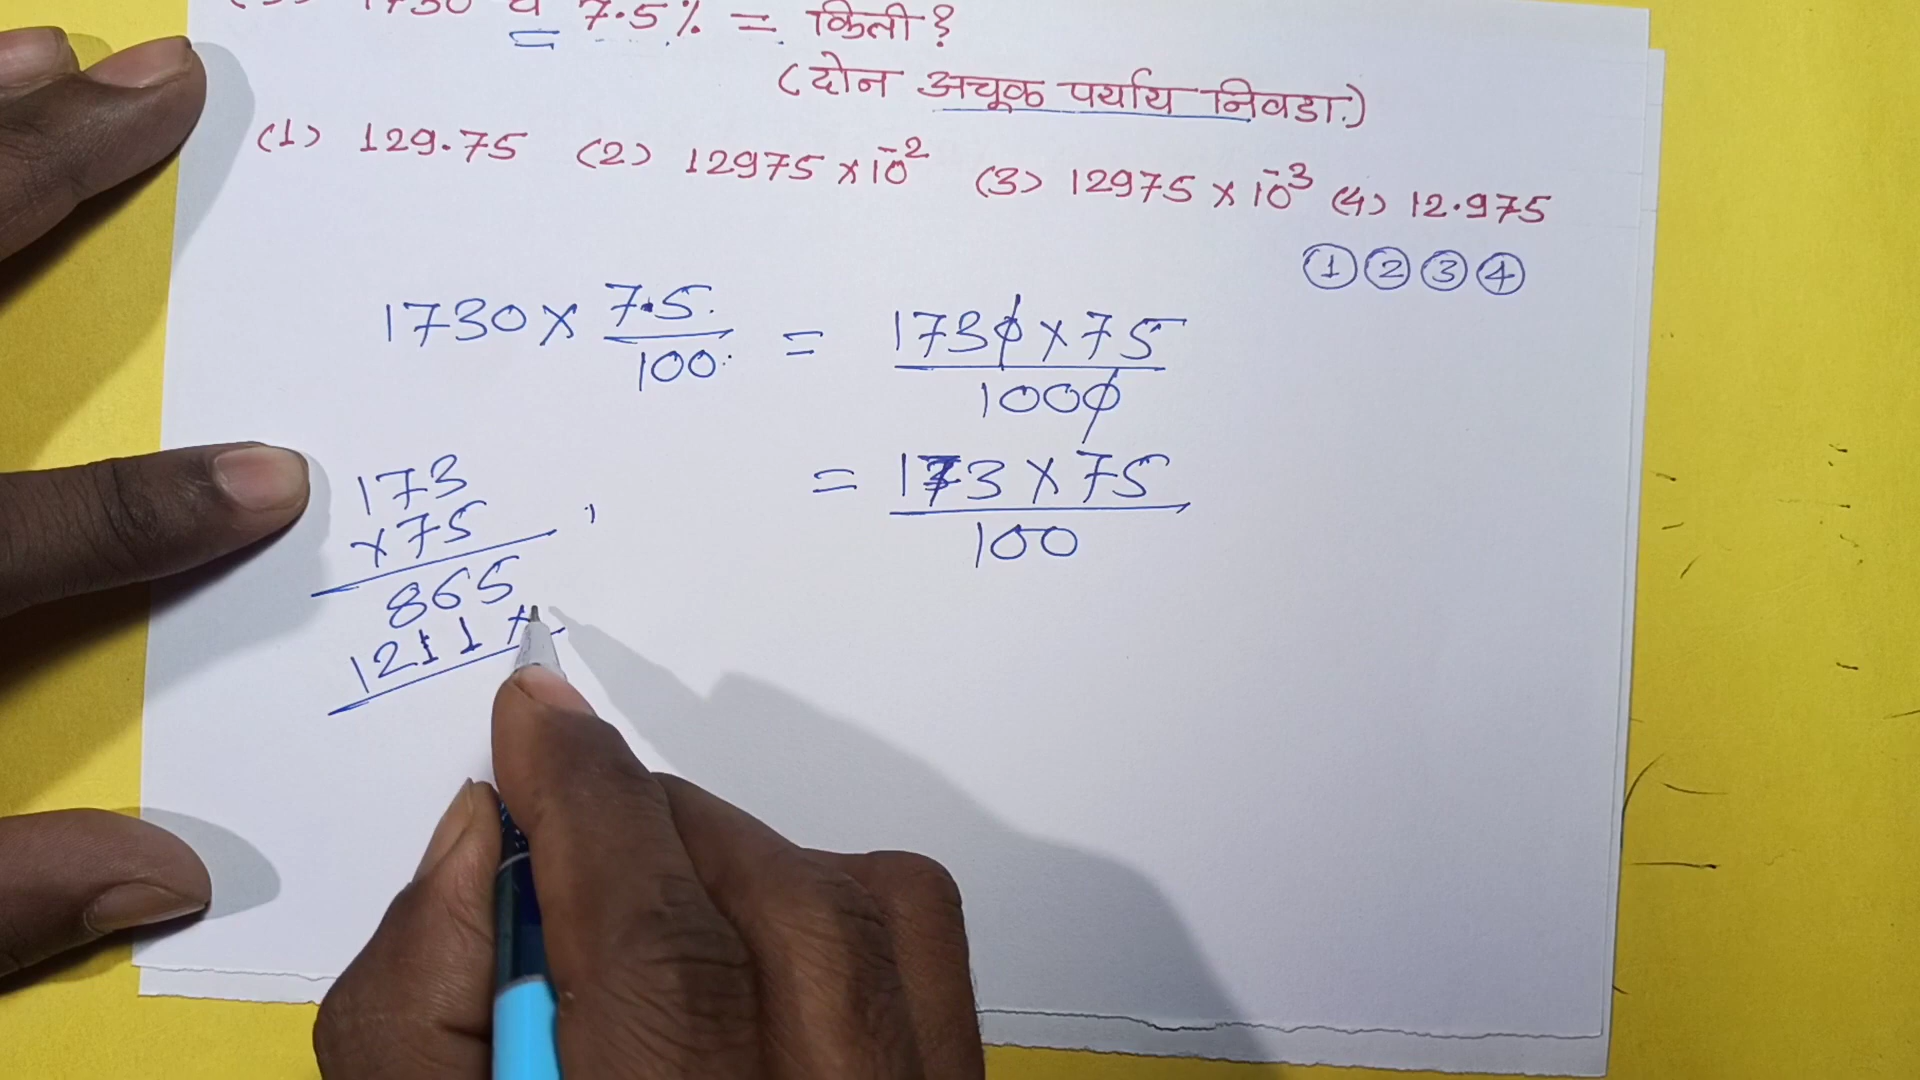 1730 चे 7.5% = किती?
(दोन अचूक पर्याय निवडा.)
(1) 129.75 (2) 12975 × 10⁻² (3) 12975 × 10⁻³ (4) 12.975
① ② ③ ④
1730 × 7.5/100 = 1730 × 75/1000
= 173 × 75/100
173
×75
865
1211×